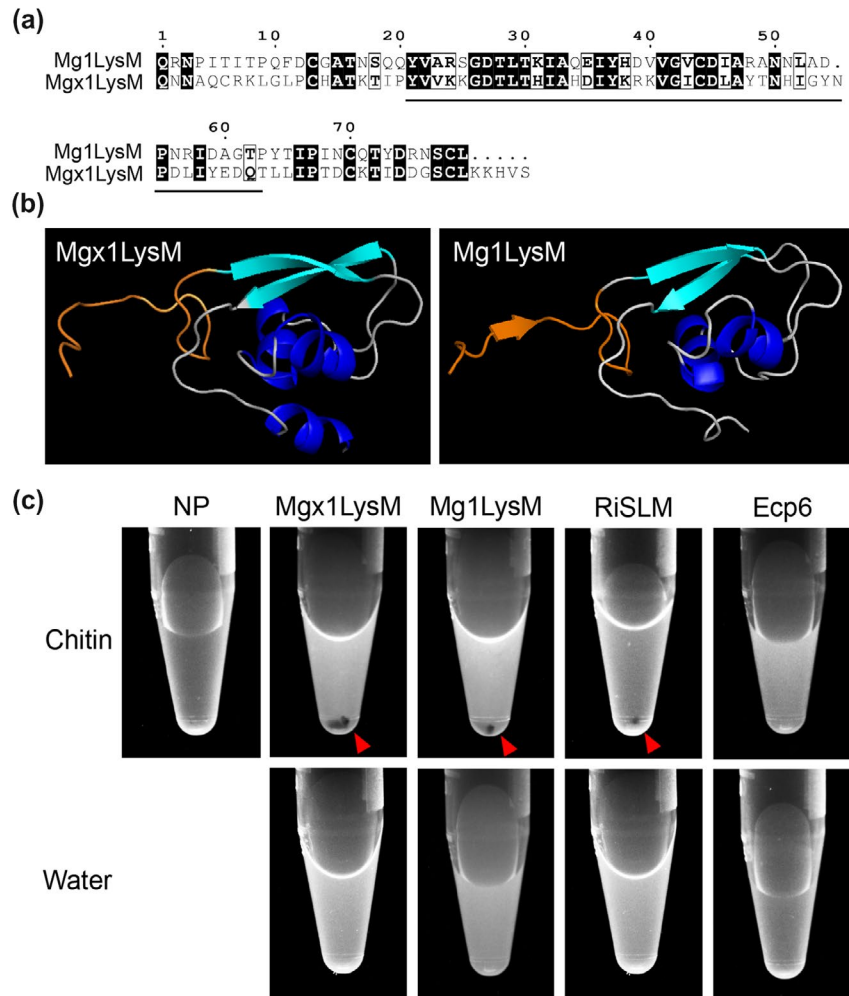 (a)
1 10 20 30 40 50
Mg1LysM QRNPITITPQFDCGATNSQQYVARSGDTLTKIAQEIYHDVVGVCDIARANNLAD.
Mgx1LysM QNNAQCRKLGLPCHATKTIPYVVKKGDTLTHIAHDIYKRKVGICDLAYTNHIGYN
60 70
Mg1LysM PNRIDAGTPYTIPINCQTYDRNSCL.....
Mgx1LysM PDLIYEDQTLLIPTDCKTIDDGSCLKKHVS
(b)
Mgx1LysM Mg1LysM
(c)
NP Mgx1LysM Mg1LysM RiSLM Ecp6
Chitin
Water